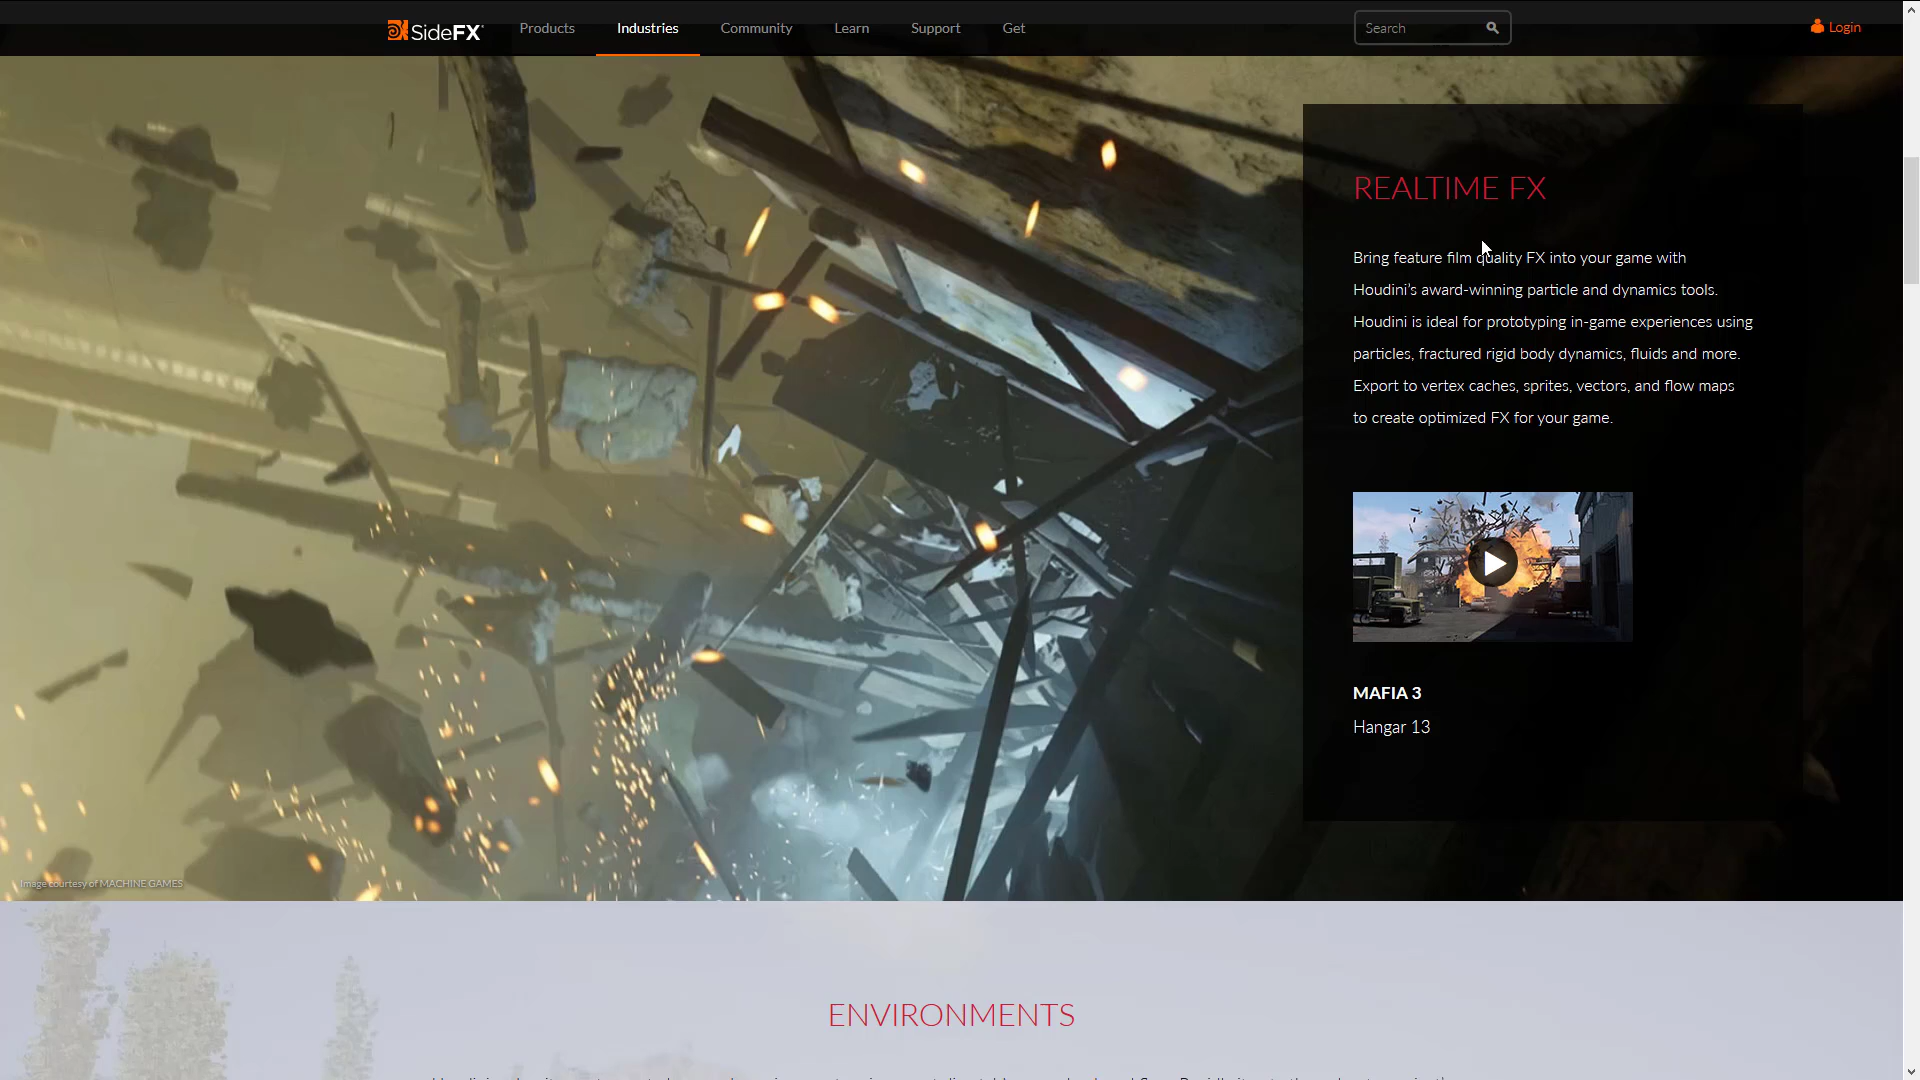 SideFX
Products
Industries
Community
Learn
Support
Get
Search
Login
REALTIME FX
Bring feature film quality FX into your game with
Houdini's award-winning particle and dynamics tools.
Houdini is ideal for prototyping in-game experiences using
particles, fractured rigid body dynamics, fluids and more.
Export to vertex caches, sprites, vectors, and flow maps
to create optimized FX for your game.
MAFIA 3
Hangar 13
Image courtesy of MACHINE GAMES
ENVIRONMENTS